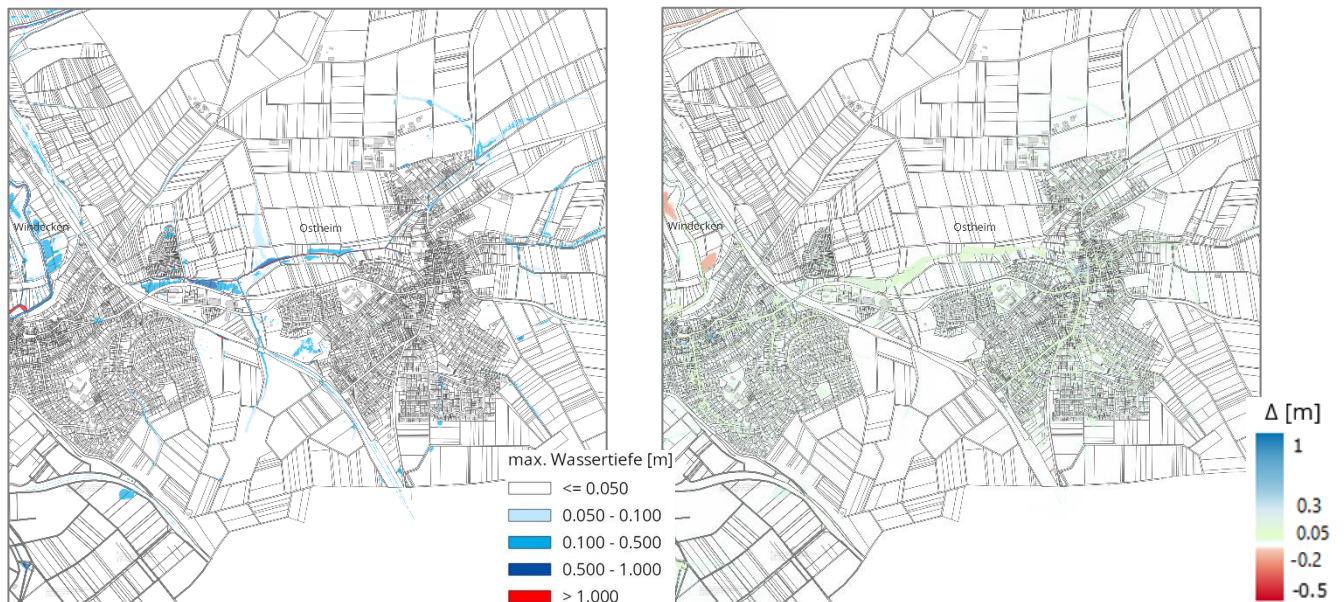 Windecken
Ostheim
max. Wassertiefe [m]
<= 0.050
0.050 - 0.100
0.100 - 0.500
0.500 - 1.000
> 1.000
Windecken
Ostheim
Δ [m]
1
0.3
0.05
-0.2
-0.5